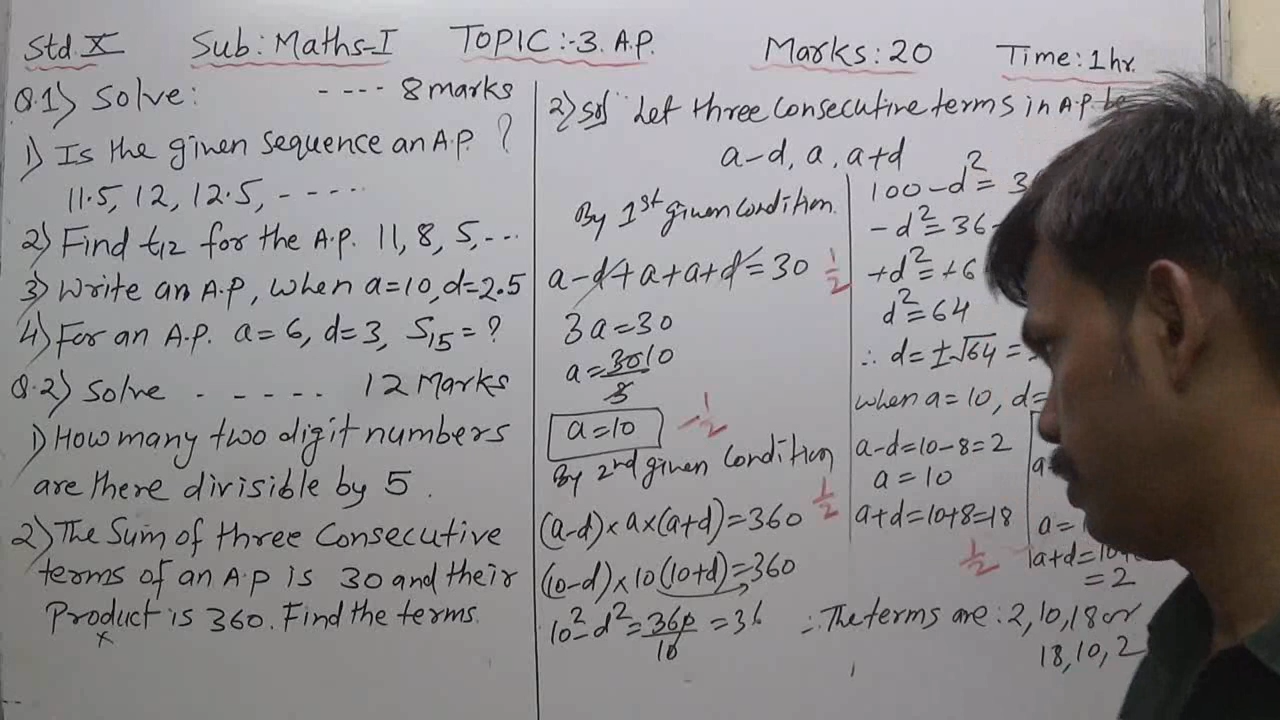 Std. X Sub: Maths-I TOPIC:-3. A.P. Marks: 20 Time: 1 hr.
Q.1) Solve: ---- 8 marks
1) Is the given sequence an A.P. ?
11.5, 12, 12.5, -----
2) Find t₁₂ for the A.P. 11, 8, 5, ---
3) Write an A.P, when a=10, d=2.5
4) For an A.P. a=6, d=3, S₁₅=?
Q.2) Solve ------ 12 Marks
1) How many two digit numbers
are there divisible by 5.
2) The Sum of three Consecutive
terms of an A.P is 30 and their
Product is 360. Find the terms.
x
2) Solⁿ Let three consecutive terms in A.P.
a-d, a, a+d
By 1st given condition.
a-d+a+a+d=30 1/2
3a=30
a=30/3 10
a=10 -1/2
By 2nd given condition
(a-d)×a×(a+d)=360 1/2
(10-d)×10(10+d)=360
10²-d²=360/10=36
100-d²=
-d²=36
+d²=+6
d²=64
∴ d=±√64=
when a=10, d=
a-d=10-8=2
a=10
a+d=10+8=18
1/2
a=
a+d=10
=2
∴ The terms are: 2,10,18 or
18,10,2